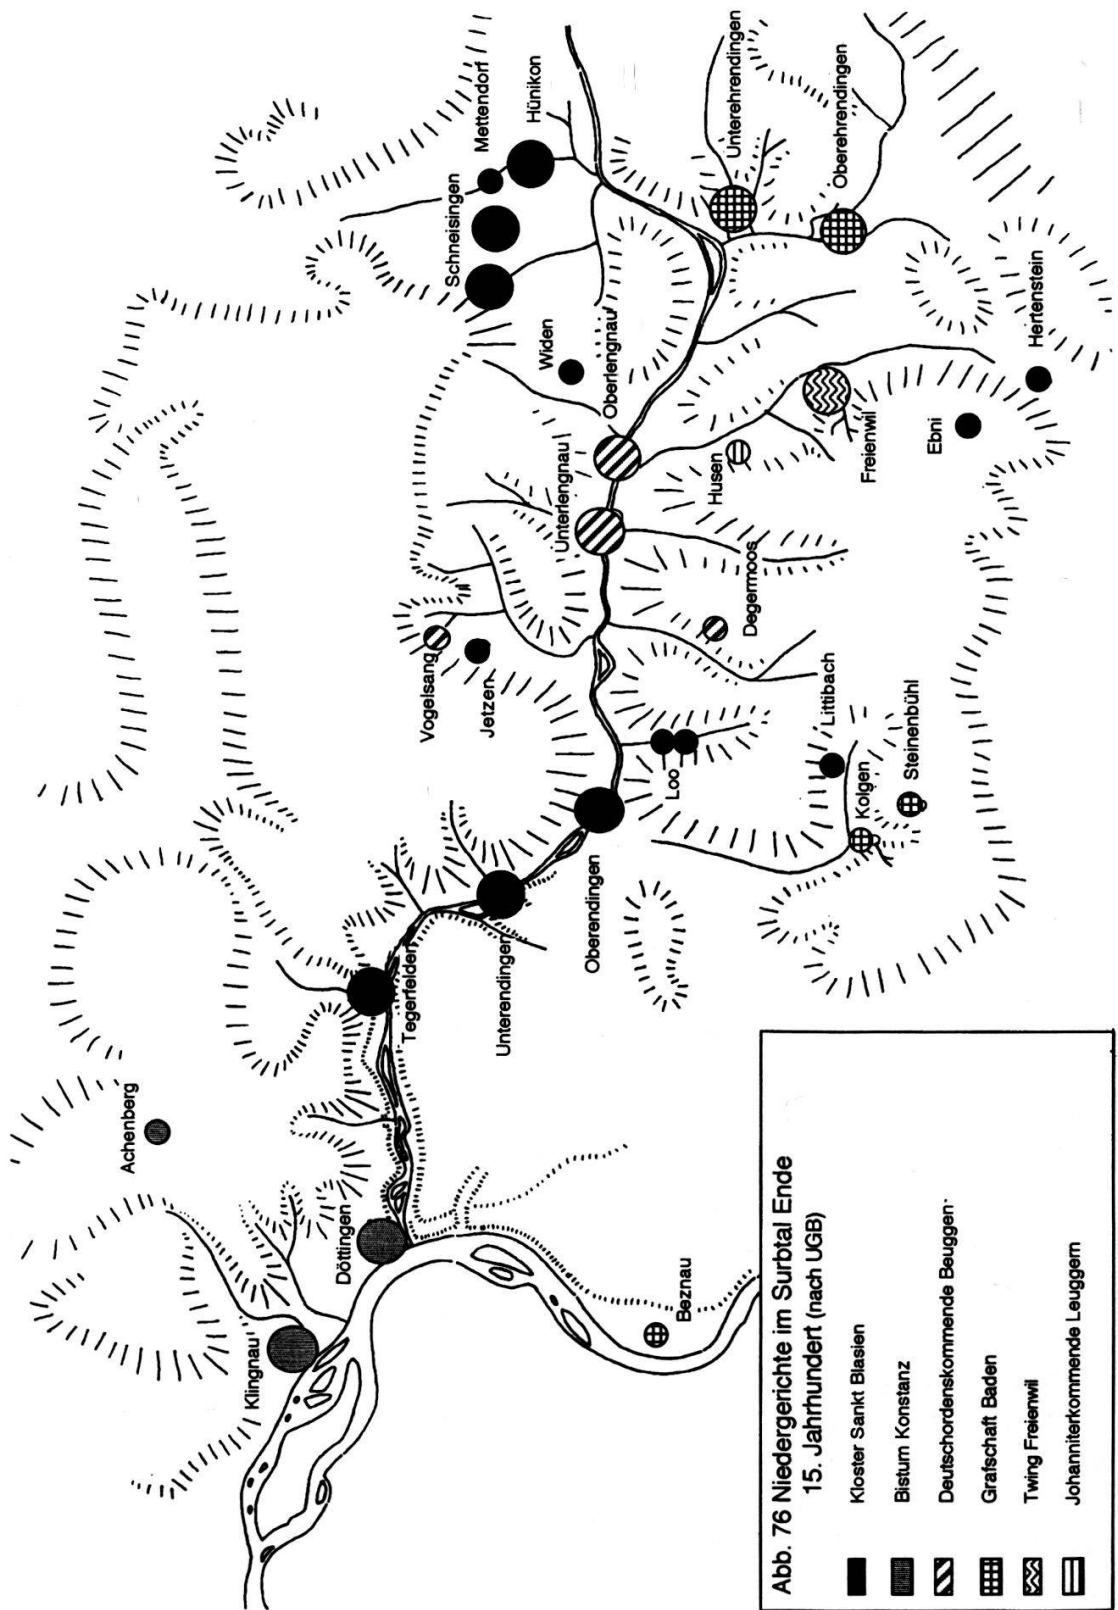 Klingnau
Achenberg
Döttingen
Beznau
Tegerfelden
Unterendingen
Oberendingen
Vogelsang
Jetzen
Loo
Littibach
Kolgen
Steinenbühl
Degermoos
Unterlengnau
Oberlengnau
Husen
Widen
Freienwil
Ebni
Hertenstein
Schneisingen
Mettendorf
Hünikon
Unterehrendingen
Oberehrendingen
Abb. 76 Niedergerichte im Surbtal Ende
15. Jahrhundert (nach UGB)
Kloster Sankt Blasien
Bistum Konstanz
Deutschordenskommende Beuggen
Grafschaft Baden
Twing Freienwil
Johanniterkommende Leuggern